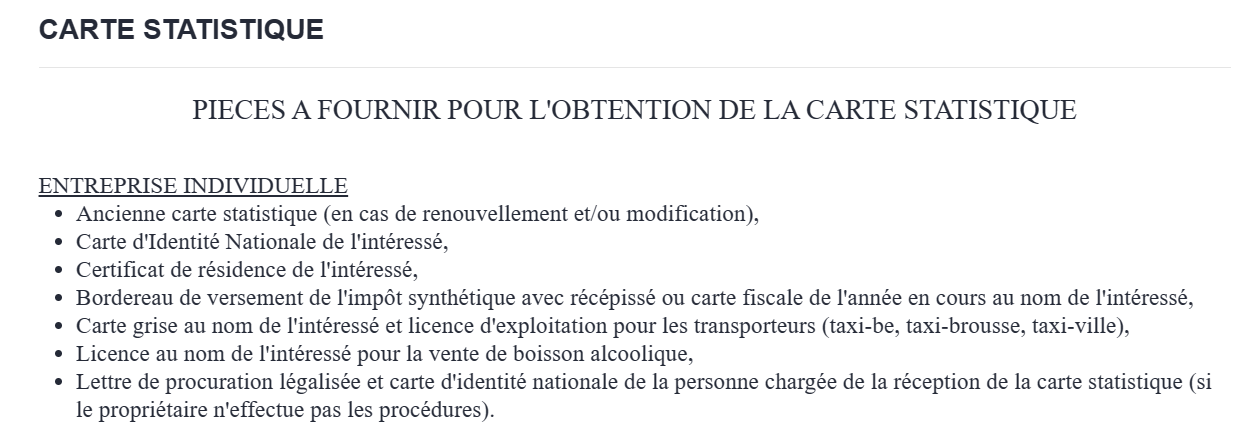 CARTE STATISTIQUE
PIECES A FOURNIR POUR L'OBTENTION DE LA CARTE STATISTIQUE
ENTREPRISE INDIVIDUELLE
• Ancienne carte statistique (en cas de renouvellement et/ou modification),
• Carte d'Identité Nationale de l'intéressé,
• Certificat de résidence de l'intéressé,
• Bordereau de versement de l'impôt synthétique avec récépissé ou carte fiscale de l'année en cours au nom de l'intéressé,
• Carte grise au nom de l'intéressé et licence d'exploitation pour les transporteurs (taxi-be, taxi-brousse, taxi-ville),
• Licence au nom de l'intéressé pour la vente de boisson alcoolique,
• Lettre de procuration légalisée et carte d'identité nationale de la personne chargée de la réception de la carte statistique (si
le propriétaire n'effectue pas les procédures).